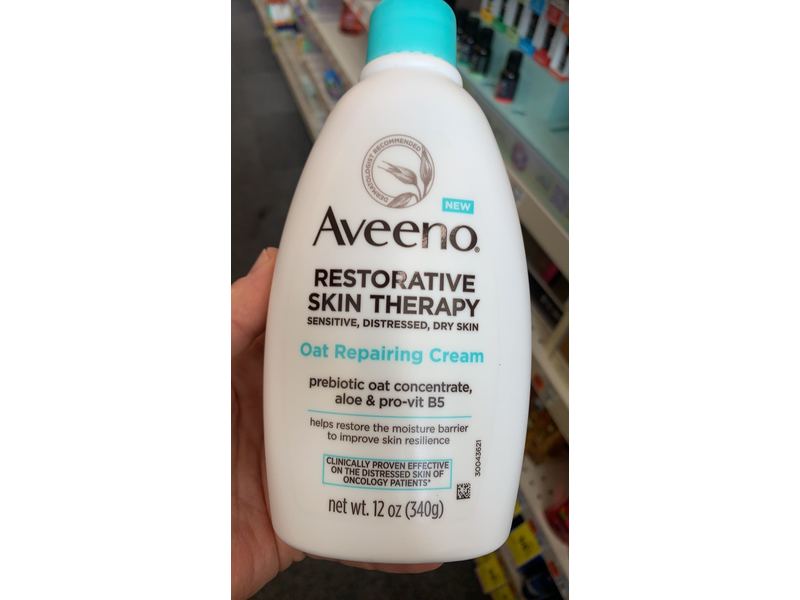 DERMATOLOGIST RECOMMENDED
NEW
Aveeno®
RESTORATIVE
SKIN THERAPY
SENSITIVE, DISTRESSED, DRY SKIN
Oat Repairing Cream
prebiotic oat concentrate,
aloe & pro-vit B5
helps restore the moisture barrier
to improve skin resilience
CLINICALLY PROVEN EFFECTIVE
ON THE DISTRESSED SKIN OF
ONCOLOGY PATIENTS*
30043621
net wt. 12 oz (340g)